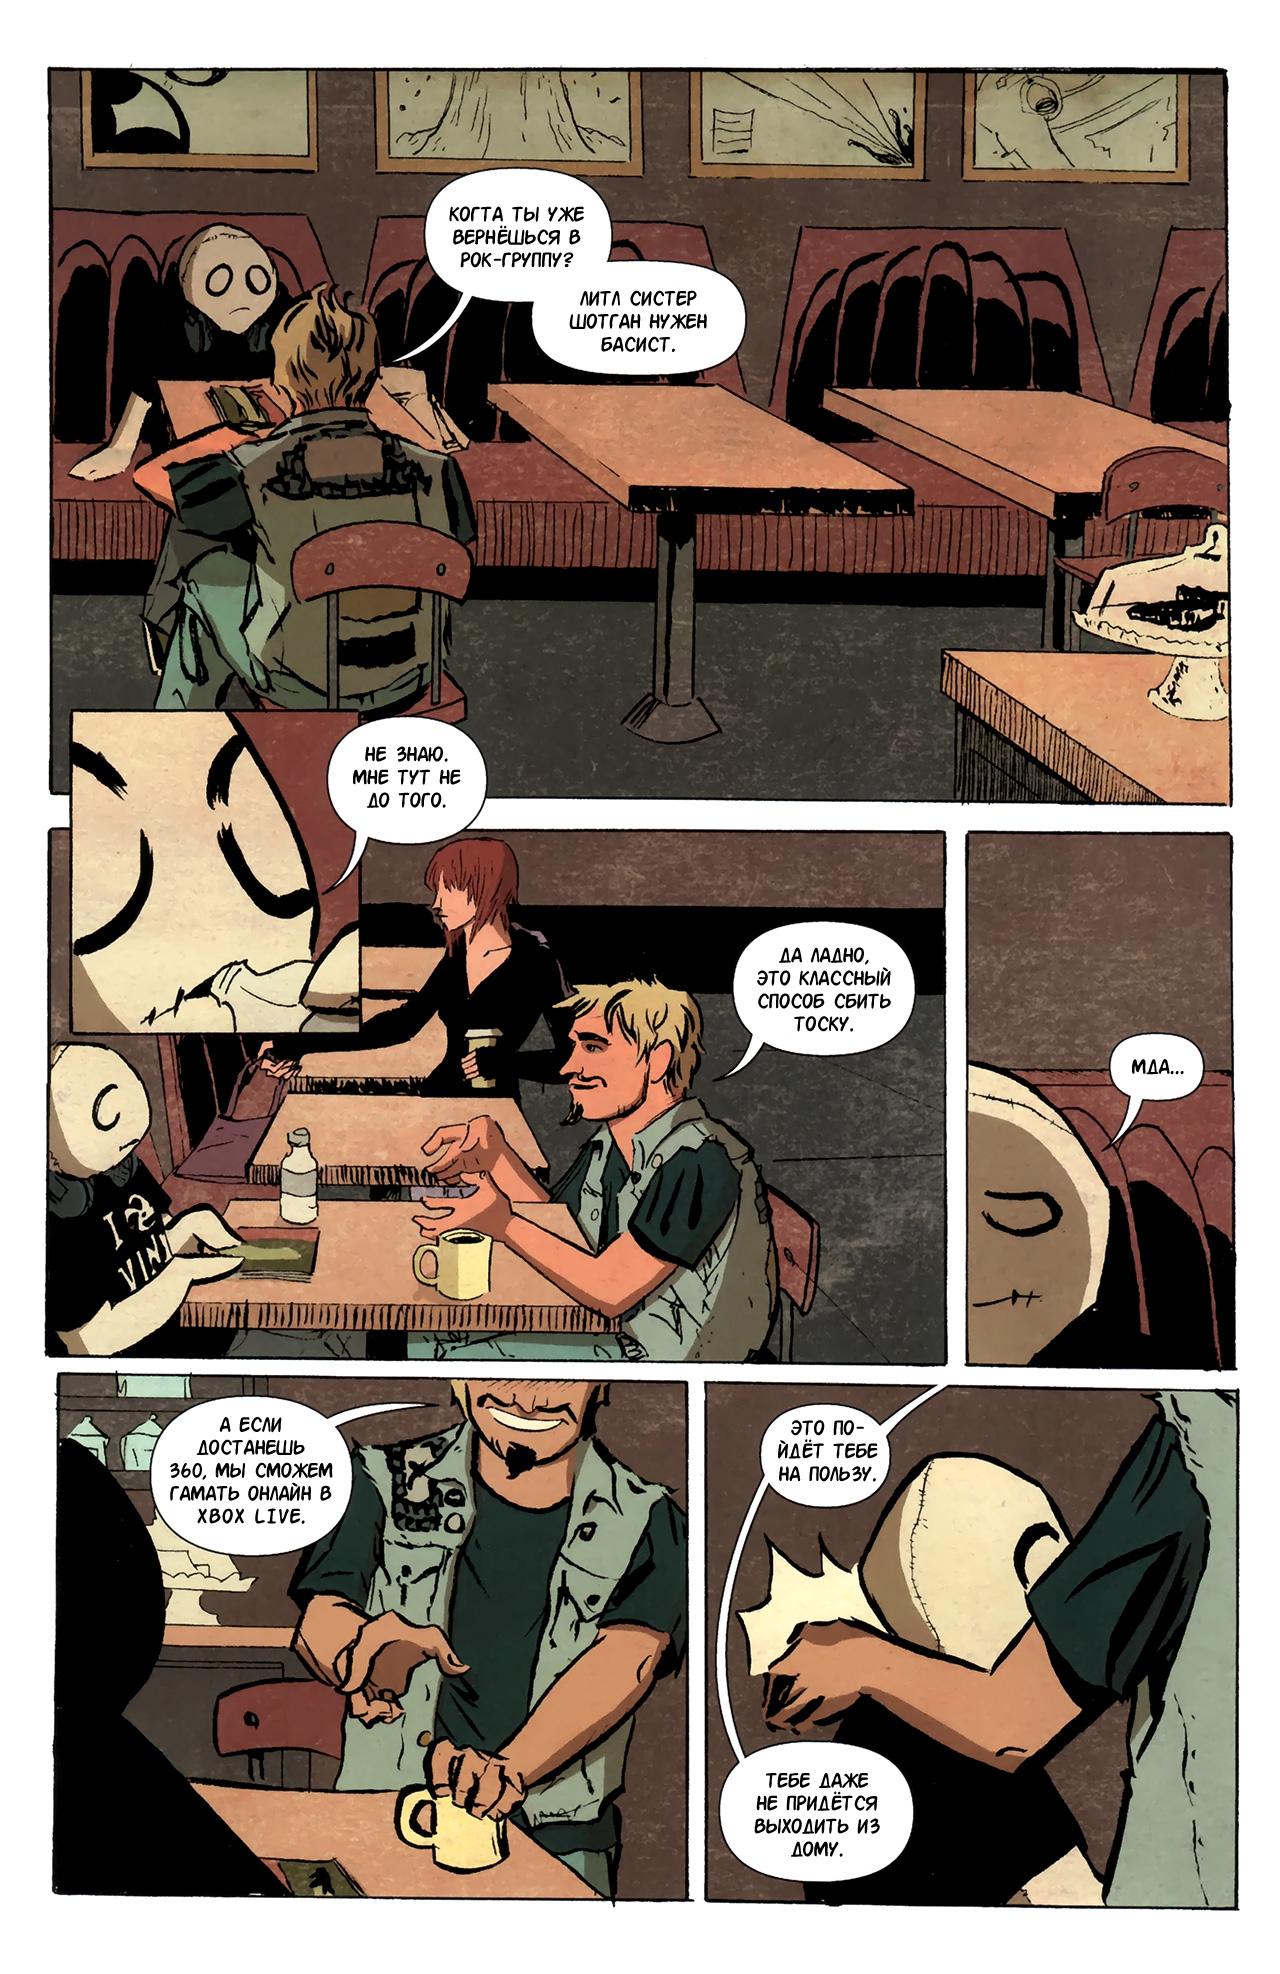 КОГТА ТЫ УЖЕ
ВЕРНЁШЬСЯ В
РОК-ГРУППУ?
ЛИТЛ СИСТЕР
ШОТГАН НУЖЕН
БАСИСТ.
НЕ ЗНАЮ.
МНЕ ТУТ НЕ
ДО ТОГО.
ДА ЛАДНО,
ЭТО КЛАССНЫЙ
СПОСОБ СБИТЬ
ТОСКУ.
I
VINI
МДА...
А ЕСЛИ
ДОСТАНЕШЬ
360, МЫ СМОЖЕМ
ГАМАТЬ ОНЛАЙН В
XBOX LIVE.
ЭТО ПО-
ЙДЁТ ТЕБЕ
НА ПОЛЬЗУ.
ТЕБЕ ДАЖЕ
НЕ ПРИДЁТСЯ
ВЫХОДИТЬ ИЗ
ДОМУ.